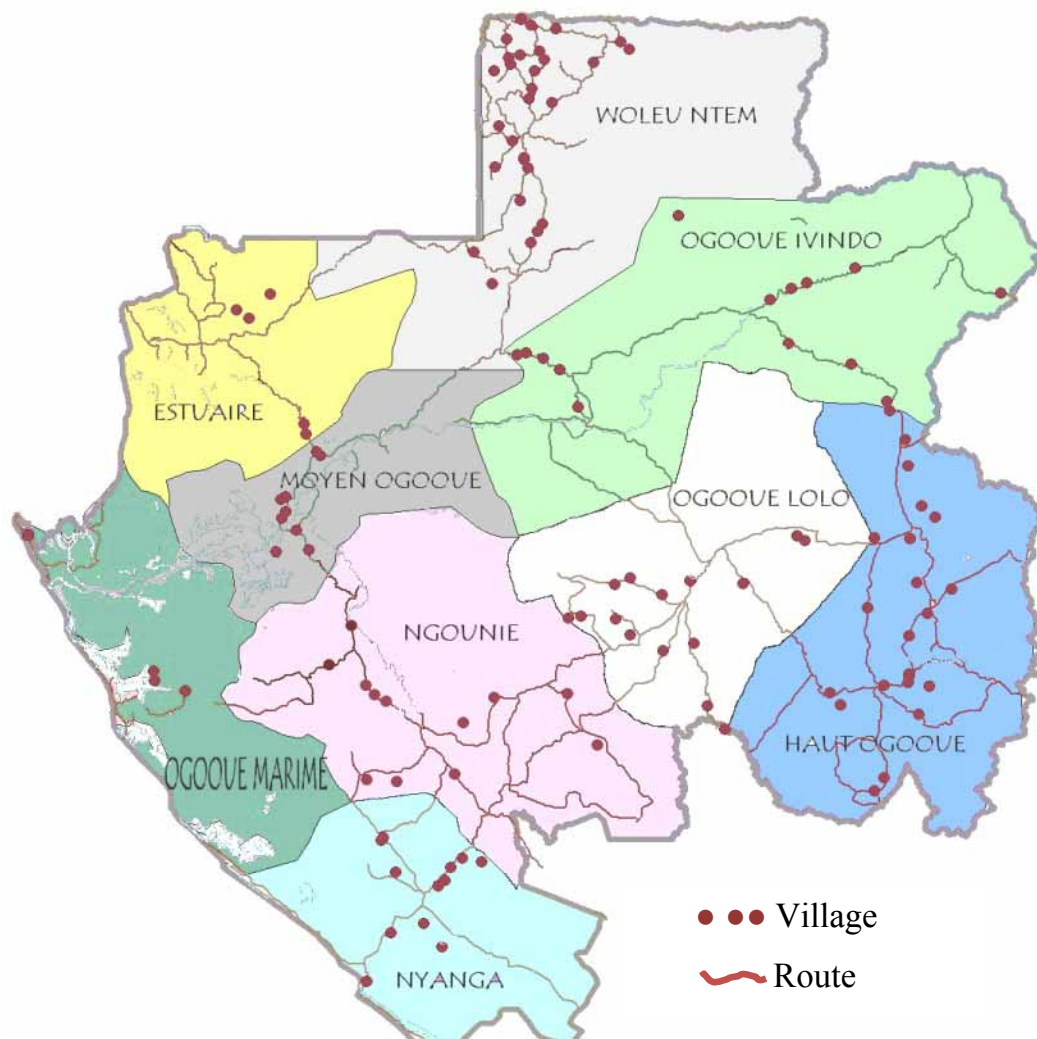 WOLEU NTEM
OGOOUE IVINDO
ESTUAIRE
MOYEN OGOOUE
OGOOUE LOLO
NGOUNIE
HAUT OGOOUE
OGOOUE MARIME
NYANGA
Village
Route